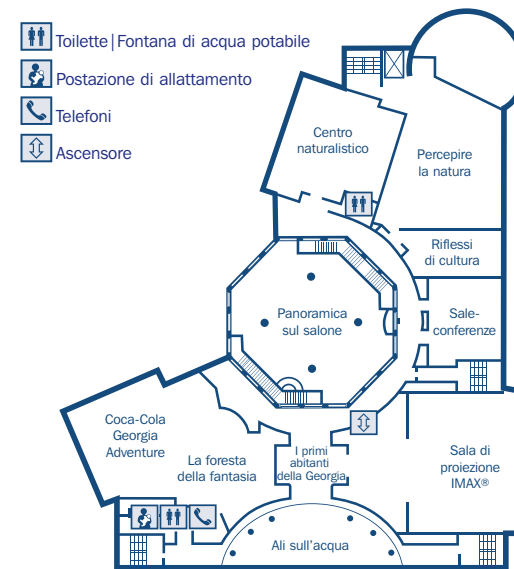 Toilette|Fontana di acqua potabile
Postazione di allattamento
Telefoni
Ascensore
Centro
naturalistico
Percepire
la natura
Riflessi
di cultura
Panoramica
sul salone
Sale-
conferenze
Coca-Cola
Georgia
Adventure
La foresta
della fantasia
I primi
abitanti
della Georgia
Sala di
proiezione
IMAX®
Ali sull'acqua